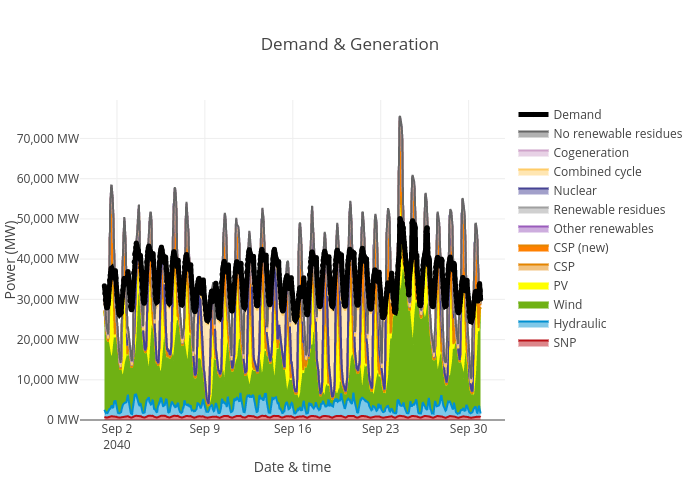 Demand & Generation
Power (MW)
70,000 MW
60,000 MW
50,000 MW
40,000 MW
30,000 MW
20,000 MW
10,000 MW
0 MW
Sep 2
2040
Sep 9
Sep 16
Sep 23
Sep 30
Date & time
Demand
No renewable residues
Cogeneration
Combined cycle
Nuclear
Renewable residues
Other renewables
CSP (new)
CSP
PV
Wind
Hydraulic
SNP